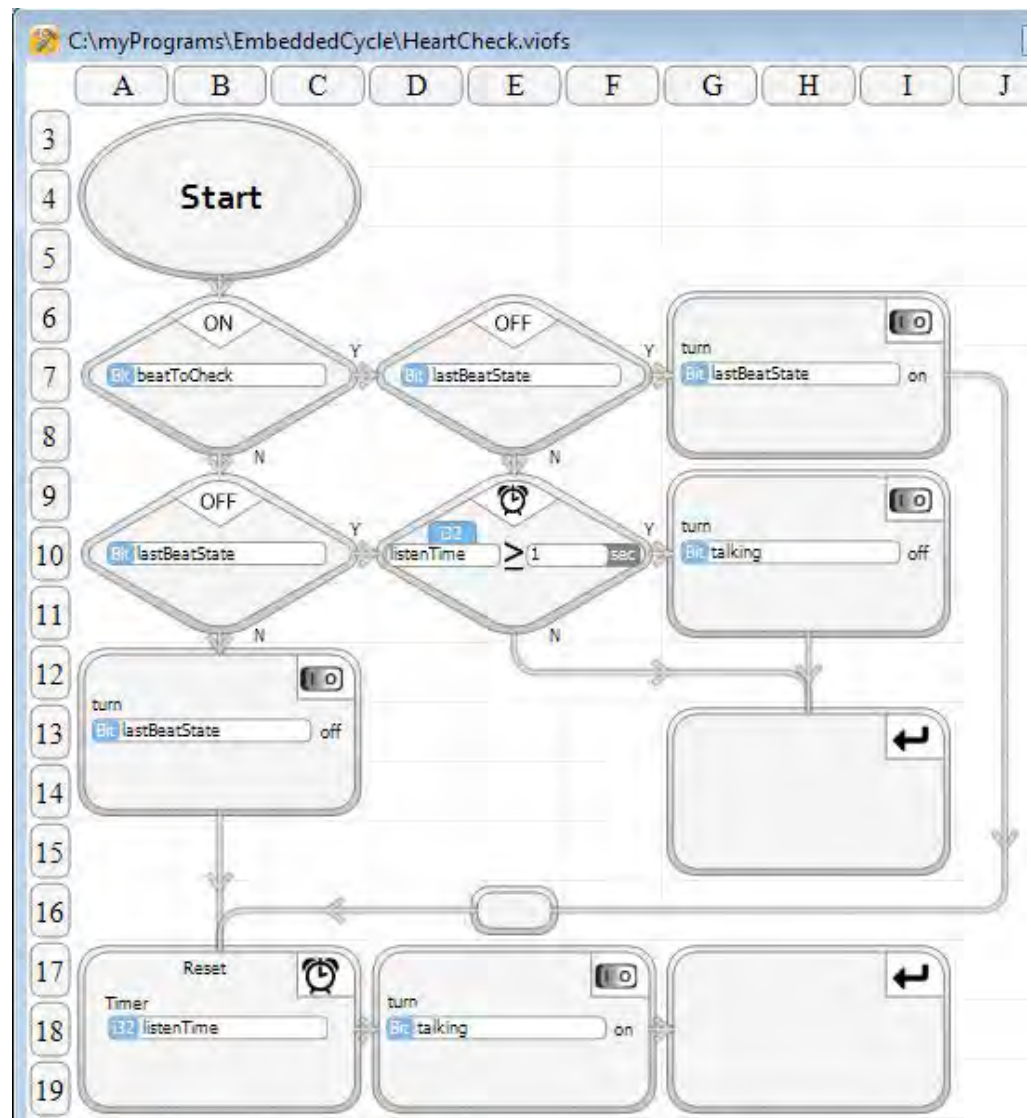 C:\myPrograms\EmbeddedCycle\HeartCheck.viofs
A B C D E F G H I J
3
4
5
6
7
8
9
10
11
12
13
14
15
16
17
18
19
Start
ON
Bit beatToCheck
Y
N
OFF
Bit lastBeatState
Y
N
turn
Bit lastBeatState on
I O
OFF
Bit lastBeatState
Y
N
i32
listenTime ≥ 1 sec
Y
N
turn
Bit talking off
I O
turn
Bit lastBeatState off
I O
Reset
Timer
i32 listenTime
turn
Bit talking on
I O